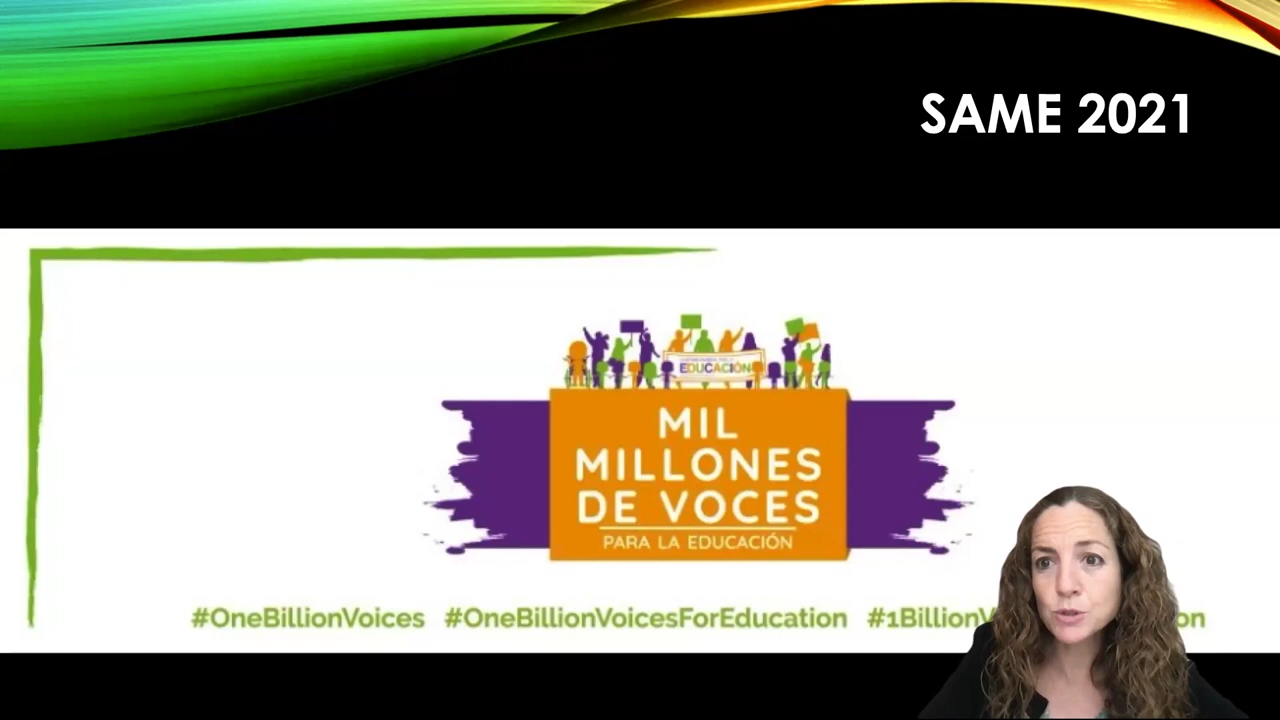 SAME 2021
EDUCACIÓN
MIL
MILLONES
DE VOCES
PARA LA EDUCACIÓN
#OneBillionVoices #OneBillionVoicesForEducation